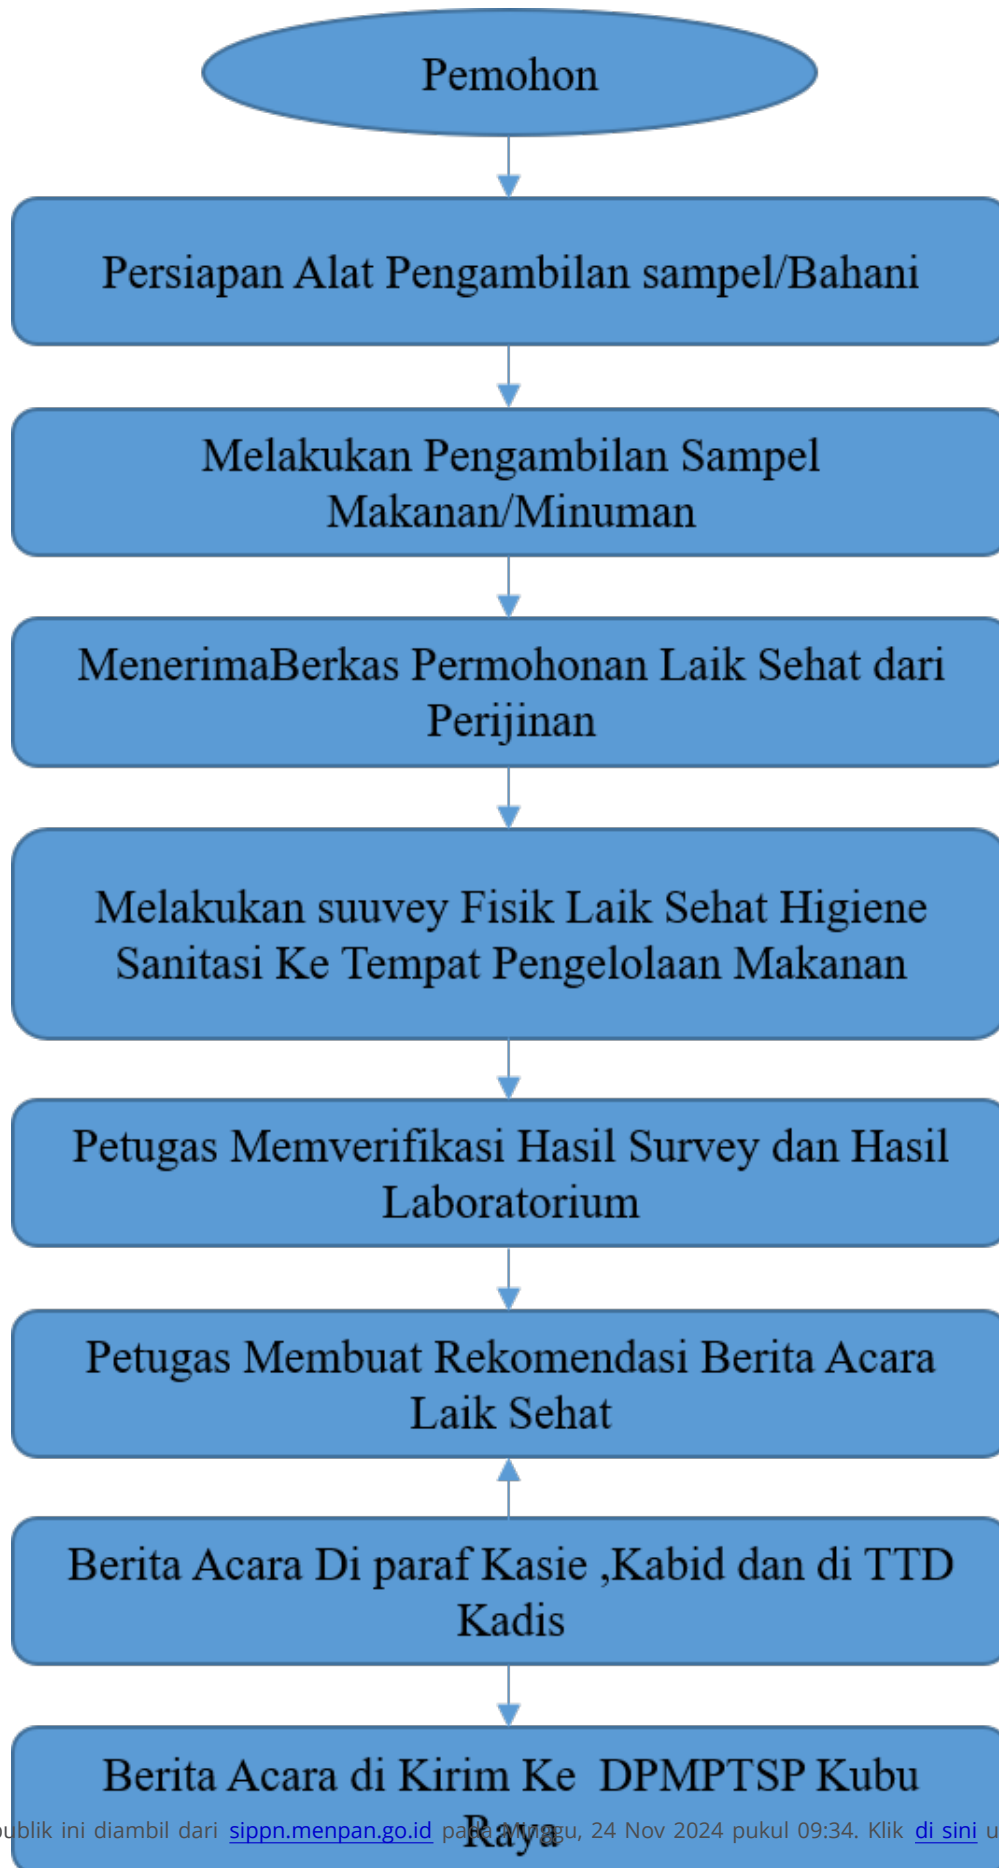 Pemohon
Persiapan Alat Pengambilan sampel/Bahani
Melakukan Pengambilan Sampel
Makanan/Minuman
MenerimaBerkas Permohonan Laik Sehat dari
Perijinan
Melakukan suuvey Fisik Laik Sehat Higiene
Sanitasi Ke Tempat Pengelolaan Makanan
Petugas Memverifikasi Hasil Survey dan Hasil
Laboratorium
Petugas Membuat Rekomendasi Berita Acara
Laik Sehat
Berita Acara Di paraf Kasie ,Kabid dan di TTD
Kadis
Berita Acara di Kirim Ke DPMPTSP Kubu
Raya
publik ini diambil dari sippn.menpan.go.id pada Minggu, 24 Nov 2024 pukul 09:34. Klik di sini u